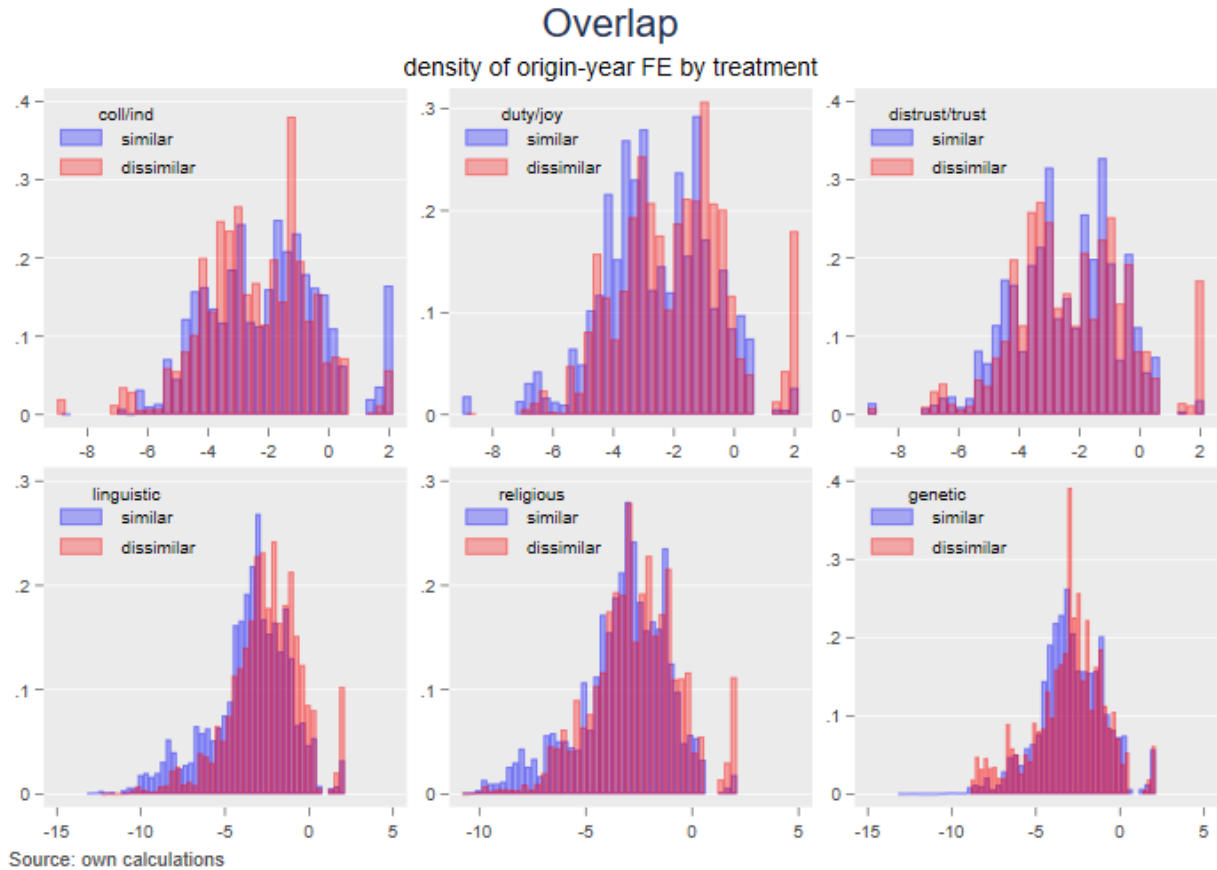 Overlap
density of origin-year FE by treatment
coll/ind
similar
dissimilar
.4
.3
.2
.1
0
-8 -6 -4 -2 0 2
duty/joy
similar
dissimilar
.3
.2
.1
0
-8 -6 -4 -2 0 2
distrust/trust
similar
dissimilar
.4
.3
.2
.1
0
-8 -6 -4 -2 0 2
linguistic
similar
dissimilar
.3
.2
.1
0
-15 -10 -5 0 5
religious
similar
dissimilar
.3
.2
.1
0
-10 -5 0 5
genetic
similar
dissimilar
.4
.3
.2
.1
0
-15 -10 -5 0 5
Source: own calculations